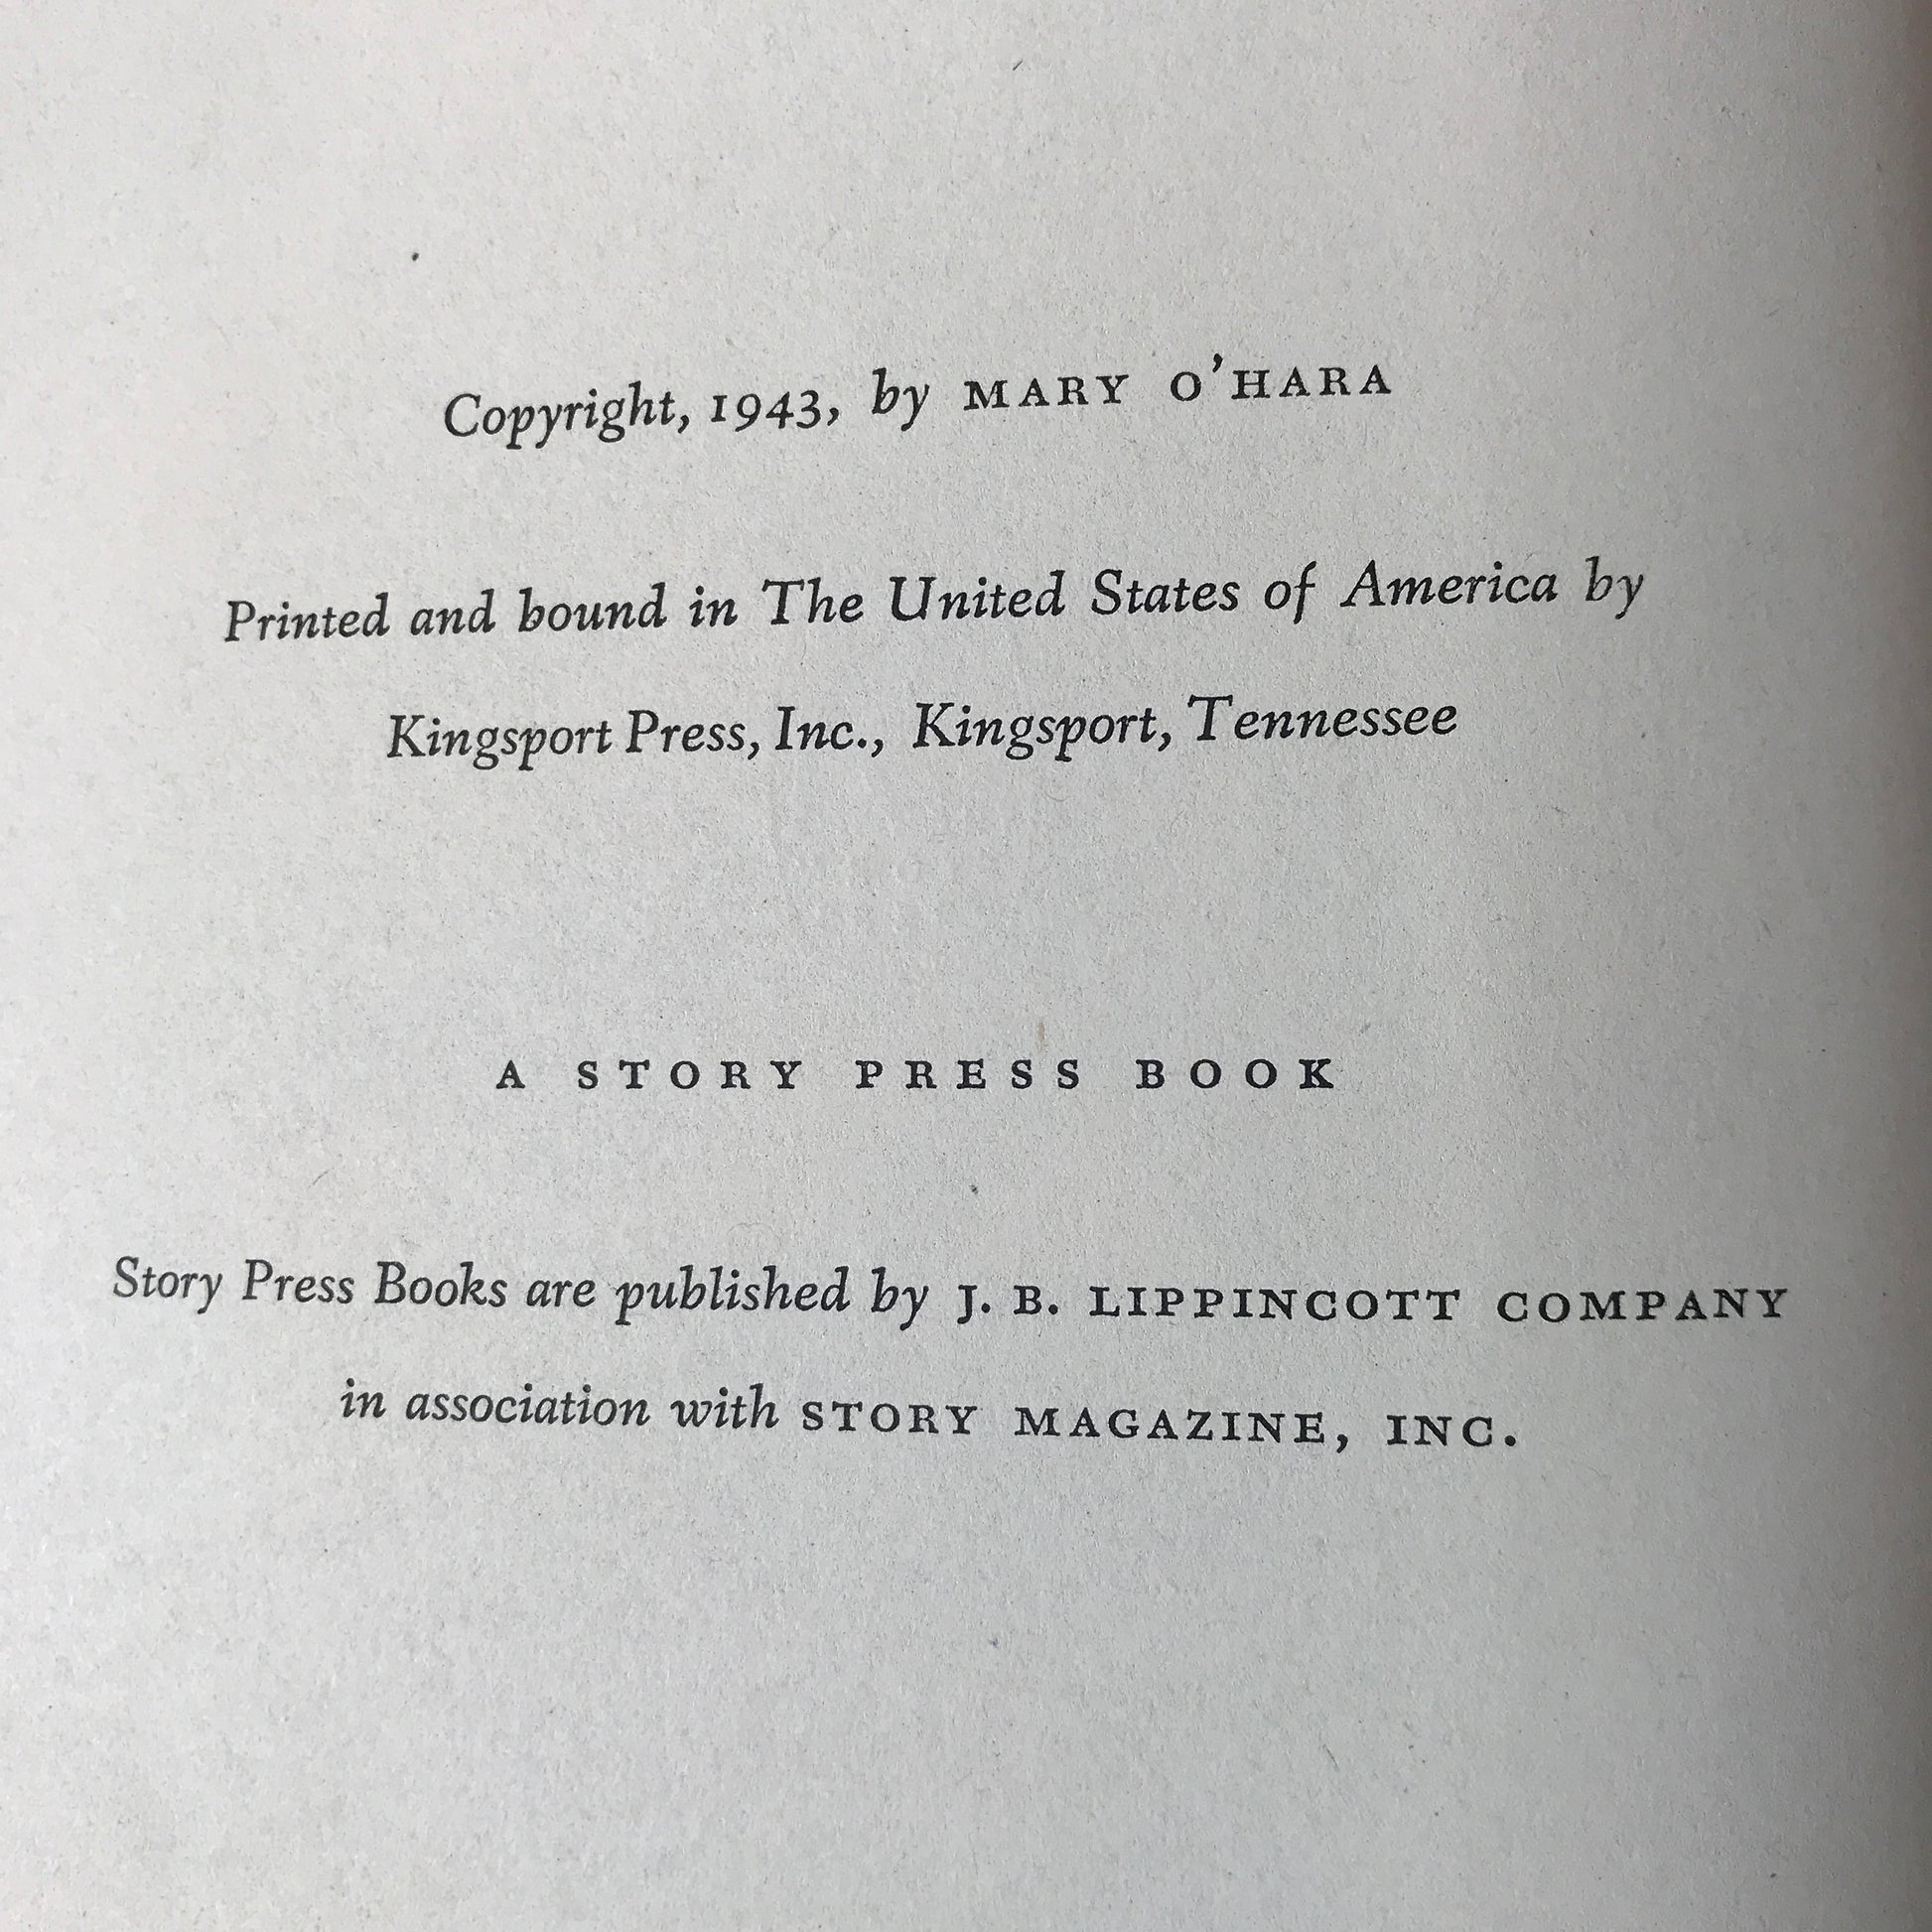 Copyright, 1943, by MARY O'HARA
Printed and bound in The United States of America by
Kingsport Press, Inc., Kingsport, Tennessee
A STORY PRESS BOOK
Story Press Books are published by J. B. LIPPINCOTT COMPANY
in association with STORY MAGAZINE, INC.